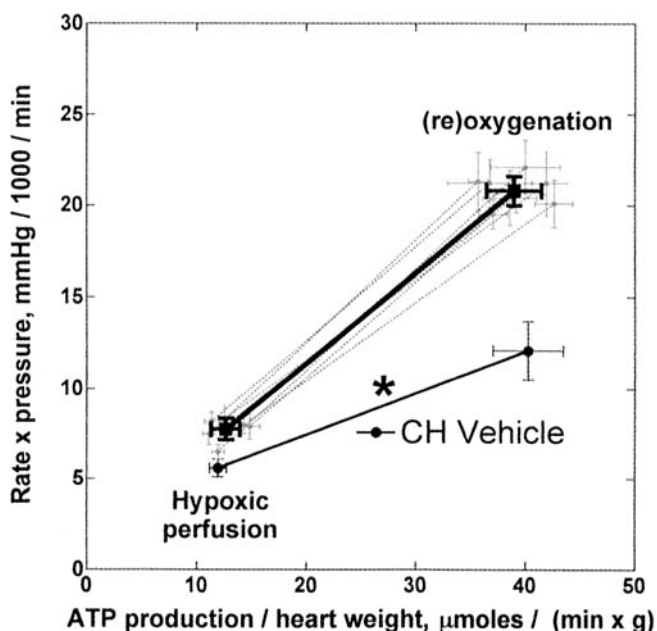 30
25
20
15
10
5
0
0
10
20
30
40
50
Rate x pressure, mmHg / 1000 / min
(re)oxygenation
*
CH Vehicle
Hypoxic
perfusion
ATP production / heart weight, μmoles / (min x g)